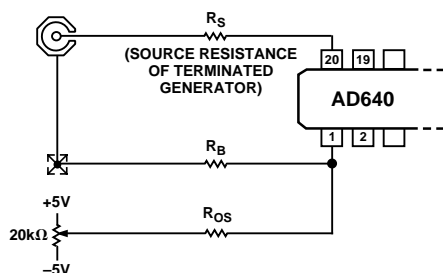 RS
(SOURCE RESISTANCE
OF TERMINATED
GENERATOR)
20 19
AD640
1 2
RB
+5V
20kΩ
ROS
–5V